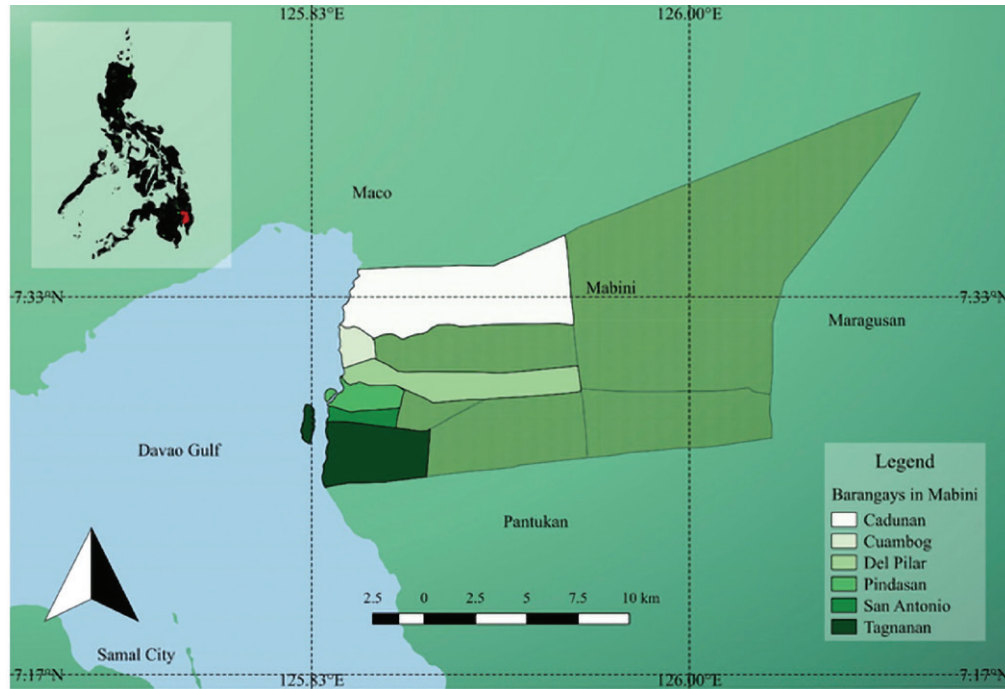 125.83°E
126.00°E
Maco
7.33°N
Mabini
7.33°N
Maragusan
Davao Gulf
Pantukan
Legend
Barangays in Mabini
Cadunan
Cuambog
Del Pilar
Pindasan
San Antonio
Tagnanan
2.5
0
2.5
5
7.5
10 km
Samal City
7.17°N
125.83°E
126.00°E
7.17°N